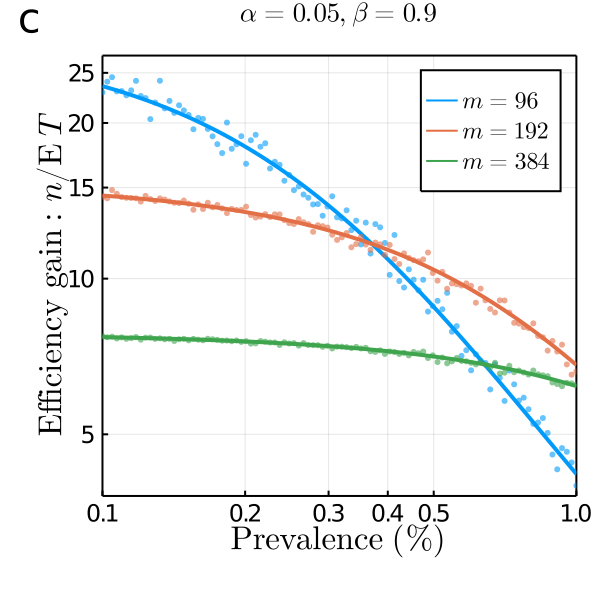 C
α = 0.05, β = 0.9
Efficiency gain : n/E T
25
20
15
10
5
m = 96
m = 192
m = 384
0.1 0.2 0.3 0.4 0.5 1.0
Prevalence (%)